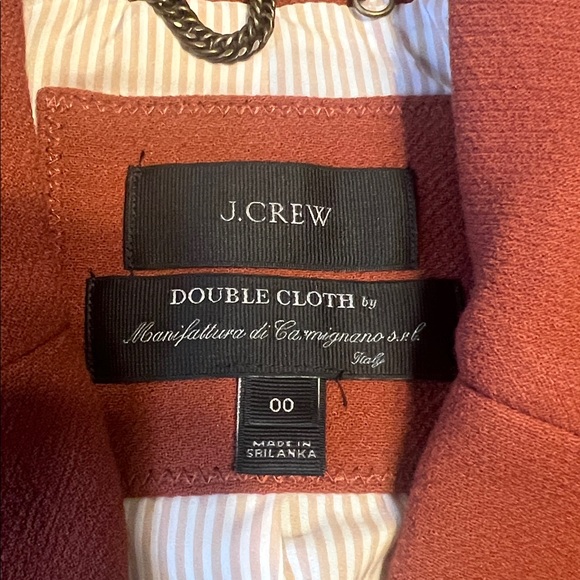 J.CREW
DOUBLE CLOTH by
Manifattura di Carmignano s.r.l.
Italy
00
MADE IN
SRILANKA